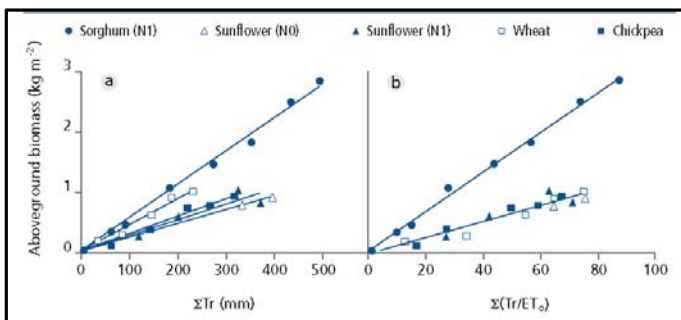 Sorghum (N1) Sunflower (N0) Sunflower (N1) Wheat Chickpea
Aboveground biomass (kg m⁻²)
3
2
1
0
a
b
0 100 200 300 400 500
0 20 40 60 80 100
ΣTr (mm)
Σ(Tr/ETₒ)